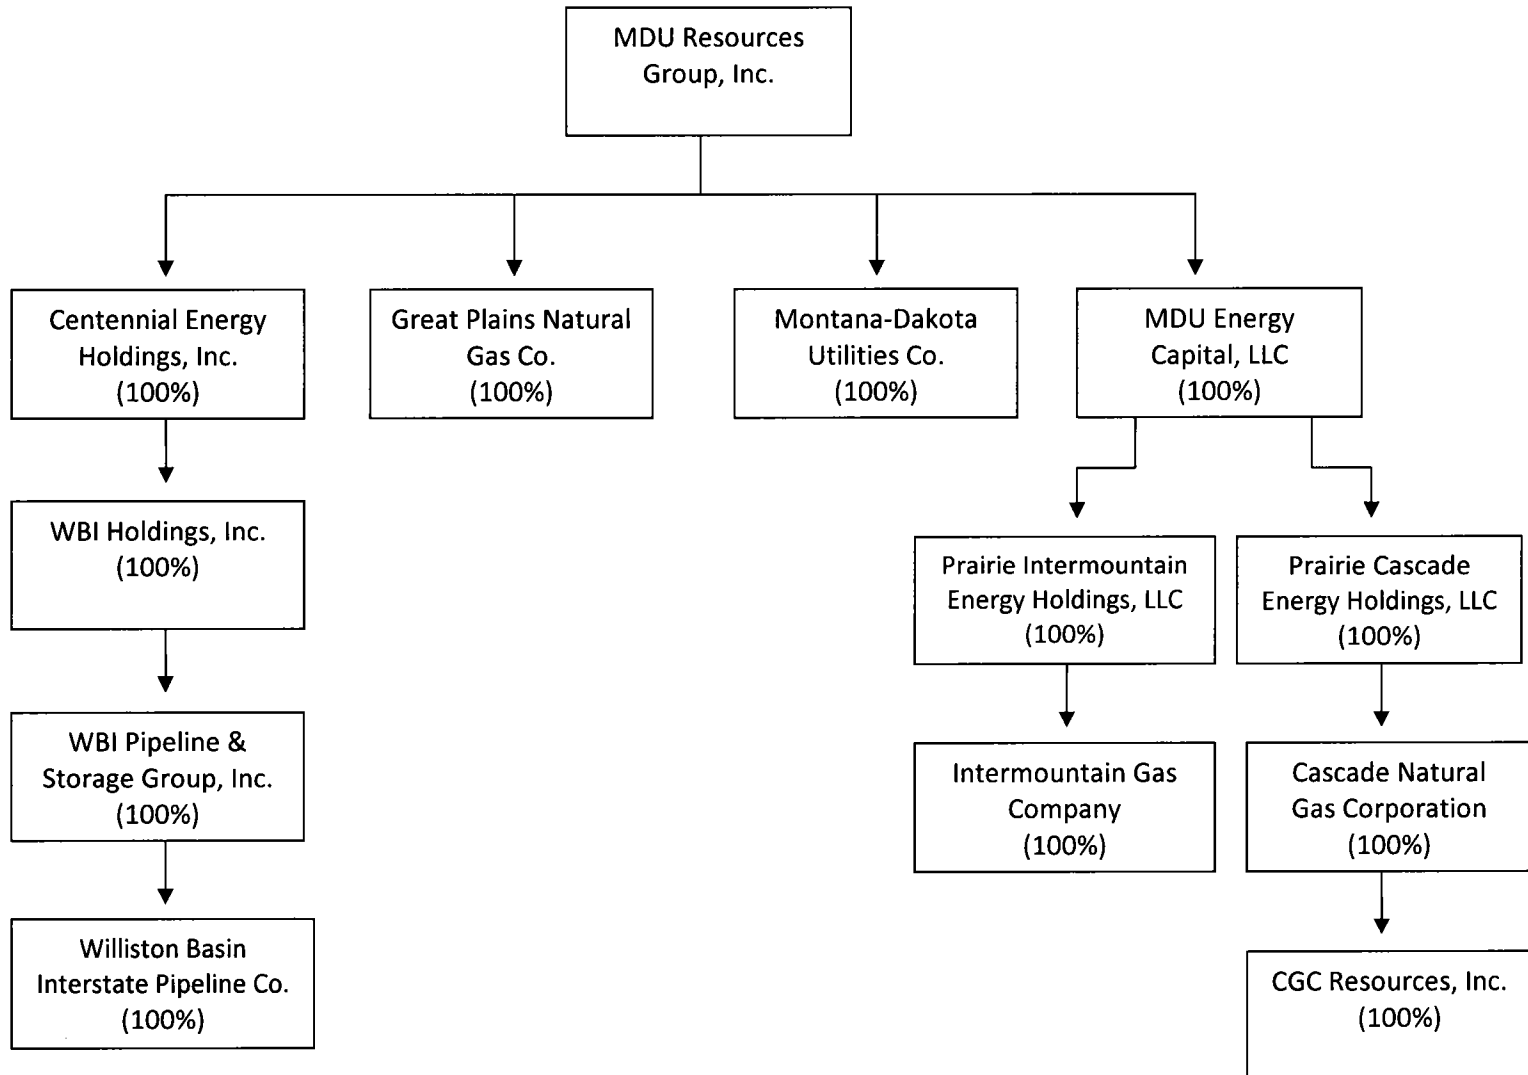 MDU Resources
Group, Inc.
Centennial Energy
Holdings, Inc.
(100%)
Great Plains Natural
Gas Co.
(100%)
Montana-Dakota
Utilities Co.
(100%)
MDU Energy
Capital, LLC
(100%)
WBI Holdings, Inc.
(100%)
Prairie Intermountain
Energy Holdings, LLC
(100%)
Prairie Cascade
Energy Holdings, LLC
(100%)
WBI Pipeline &
Storage Group, Inc.
(100%)
Intermountain Gas
Company
(100%)
Cascade Natural
Gas Corporation
(100%)
Williston Basin
Interstate Pipeline Co.
(100%)
CGC Resources, Inc.
(100%)